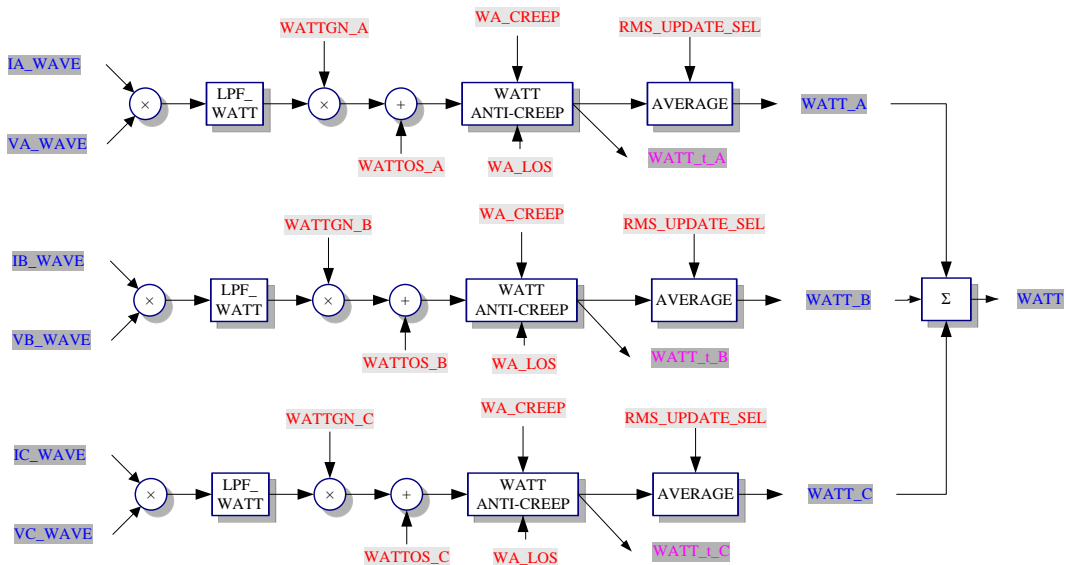 WATTGN_A
WA_CREEP
RMS_UPDATE_SEL
IA_WAVE
×
LPF_
WATT
×
+
WATT
ANTI-CREEP
AVERAGE
WATT_A
VA_WAVE
WATTOS_A
WA_LOS
WATT_t_A
WATTGN_B
WA_CREEP
RMS_UPDATE_SEL
IB_WAVE
×
LPF_
WATT
×
+
WATT
ANTI-CREEP
AVERAGE
WATT_B
Σ
WATT
VB_WAVE
WATTOS_B
WA_LOS
WATT_t_B
WATTGN_C
WA_CREEP
RMS_UPDATE_SEL
IC_WAVE
×
LPF_
WATT
×
+
WATT
ANTI-CREEP
AVERAGE
WATT_C
VC_WAVE
WATTOS_C
WA_LOS
WATT_t_C